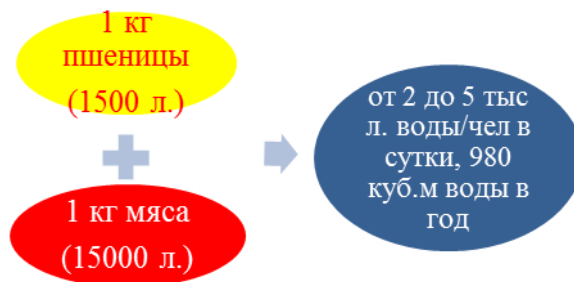 1 кг
пшеницы
(1500 л.)
1 кг мяса
(15000 л.)
от 2 до 5 тыс
л. воды/чел в
сутки, 980
куб.м воды в
год